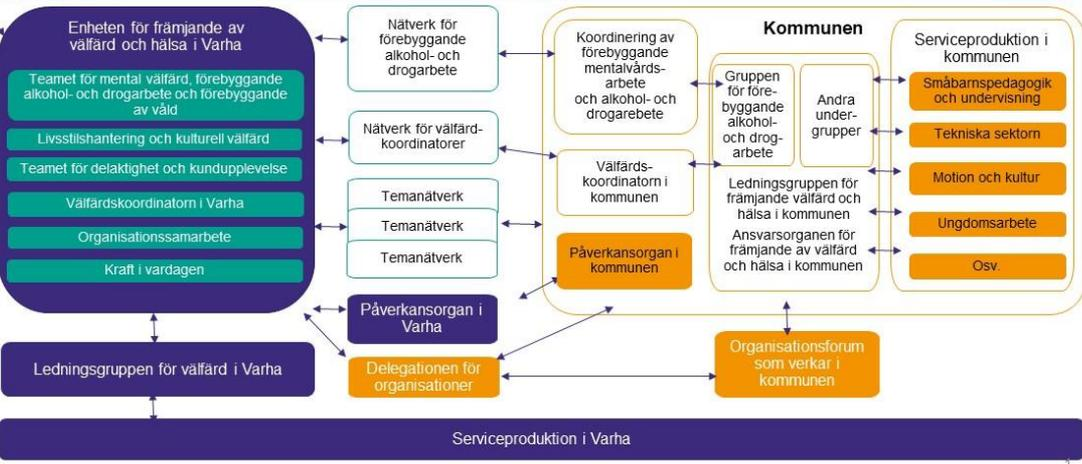 Enheten för främjande av
välfärd och hälsa i Varha
Teamet för mental välfärd, förebyggande
alkohol- och drogarbete och förebyggande
av våld
Livsstilshantering och kulturell välfärd
Teamet för delaktighet och kundupplevelse
Välfärdskoordinatorn i Varha
Organisationssamarbete
Kraft i vardagen
Ledningsgruppen för välfärd i Varha
Nätverk för
förebyggande
alkohol- och
drogarbete
Nätverk för välfärd-
koordinatorer
Temanätverk
Temanätverk
Temanätverk
Påverkansorgan i
Varha
Delegationen för
organisationer
Kommunen
Koordinering av
förebyggande
mentalvårds-
arbete
och alkohol- och
drogarebete
Välfärds-
koordinatorn i
kommunen
Påverkansorgan i
kommunen
Gruppen
för före-
byggande
alkohol-
och drog-
arbete
Andra
under-
grupper
Ledningsgruppen för
främjande välfärd och
hälsa i kommunen
Ansvarsorganen för
främjande av välfärd
och hälsa i kommunen
Serviceproduktion i
kommunen
Småbarnspedagogik
och undervisning
Tekniska sektorn
Motion och kultur
Ungdomsarbete
Osv.
Organisationsforum
som verkar i
kommunen
Serviceproduktion i Varha